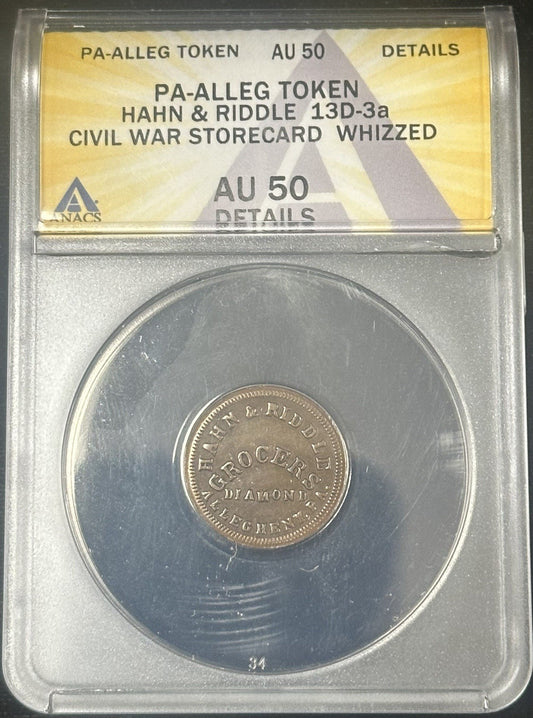 PA-ALLEG TOKEN AU 50 DETAILS
PA-ALLEG TOKEN
HAHN & RIDDLE 13D-3a
CIVIL WAR STORECARD WHIZZED
AU 50
DETAILS
ANACS
HAHN & RIDDLE
GROCERS
DIAMOND
ALLEGHENY, PA.
34